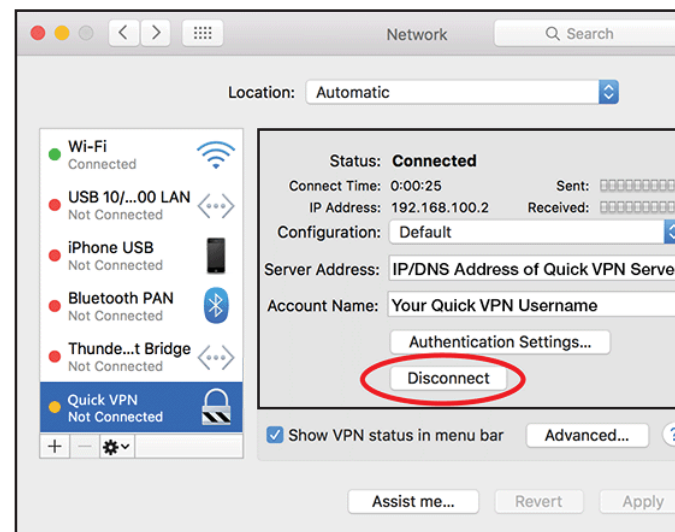 Network
Search
Location: Automatic
Wi-Fi
Connected
USB 10/...00 LAN
Not Connected
iPhone USB
Not Connected
Bluetooth PAN
Not Connected
Thunde...t Bridge
Not Connected
Quick VPN
Not Connected
Status: Connected
Connect Time: 0:00:25 Sent:
IP Address: 192.168.100.2 Received:
Configuration: Default
Server Address: IP/DNS Address of Quick VPN Serve
Account Name: Your Quick VPN Username
Authentication Settings...
Disconnect
Show VPN status in menu bar Advanced... ?
Assist me... Revert Apply